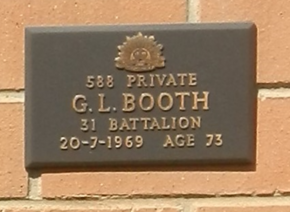 588 PRIVATE
G. L. BOOTH
31 BATTALION
20-7-1969 AGE 73